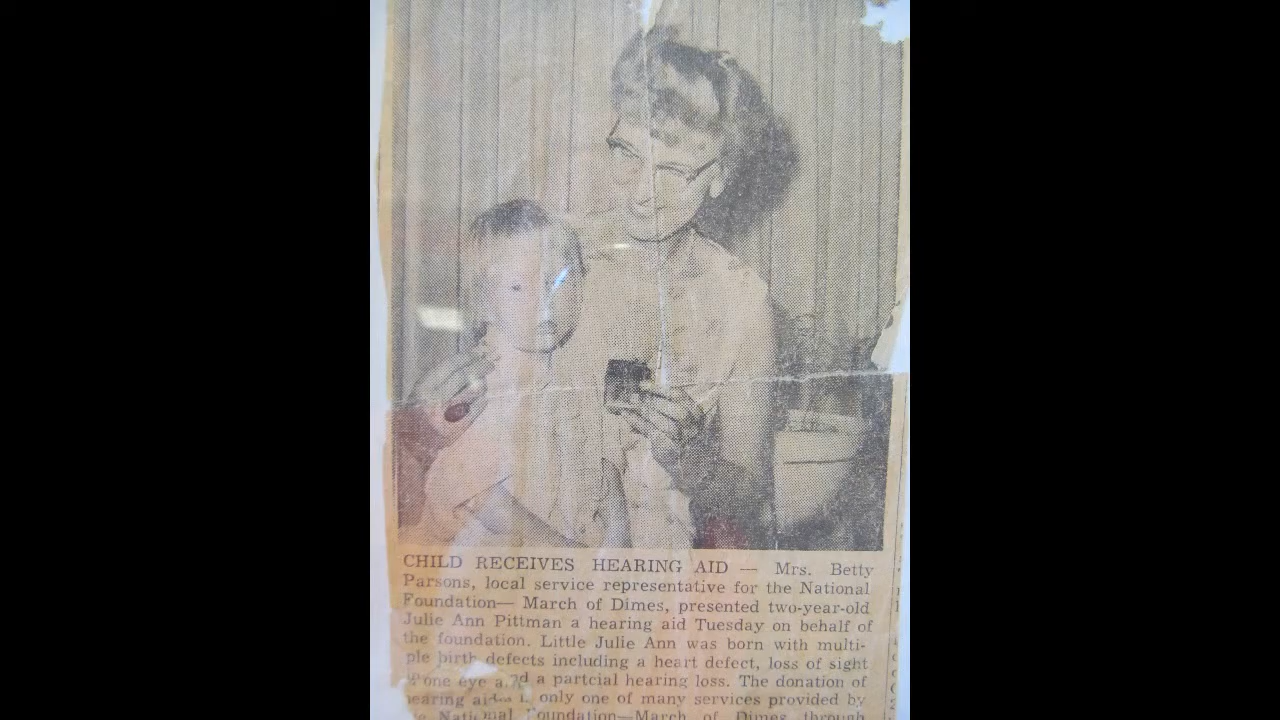 CHILD RECEIVES HEARING AID — Mrs. Betty
Parsons, local service representative for the National
Foundation— March of Dimes, presented two-year-old
Julie Ann Pittman a hearing aid Tuesday on behalf of
the foundation. Little Julie Ann was born with multi-
ple birth defects including a heart defect, loss of sight
one eye a partcial hearing loss. The donation of
hearing only one of many services provided by
Foundation—March of Dimes through